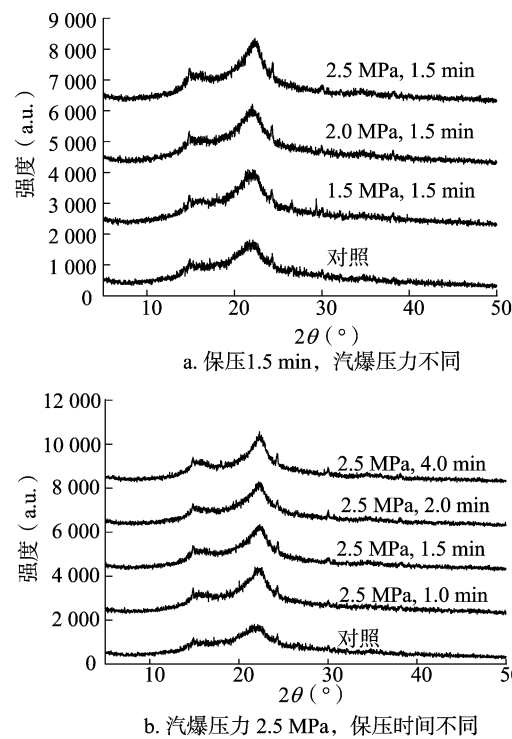 9 000
8 000
7 000
6 000
5 000
4 000
3 000
2 000
1 000
0
强度（a.u.）
2.5 MPa, 1.5 min
2.0 MPa, 1.5 min
1.5 MPa, 1.5 min
对照
10
20
30
40
50
2θ（°）
a. 保压1.5 min，汽爆压力不同
12 000
10 000
8 000
6 000
4 000
2 000
0
强度（a.u.）
2.5 MPa, 4.0 min
2.5 MPa, 2.0 min
2.5 MPa, 1.5 min
2.5 MPa, 1.0 min
对照
10
20
30
40
50
2θ（°）
b. 汽爆压力 2.5 MPa，保压时间不同